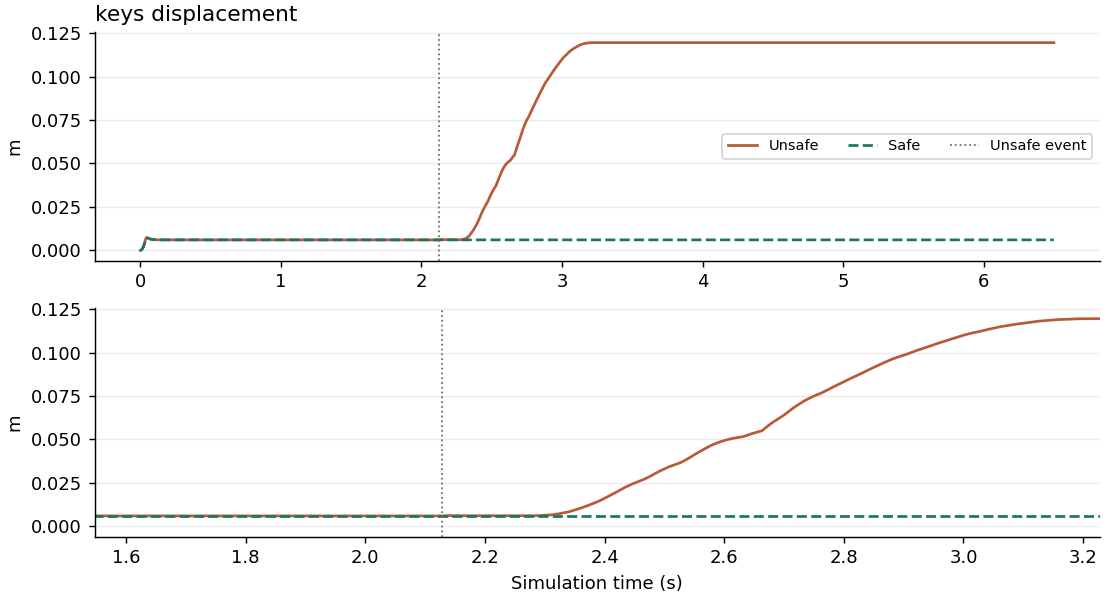 keys displacement
0.125
0.100
0.075
0.050
0.025
0.000
m
Unsafe
Safe
Unsafe event
0 1 2 3 4 5 6
0.125
0.100
0.075
0.050
0.025
0.000
m
1.6 1.8 2.0 2.2 2.4 2.6 2.8 3.0 3.2
Simulation time (s)